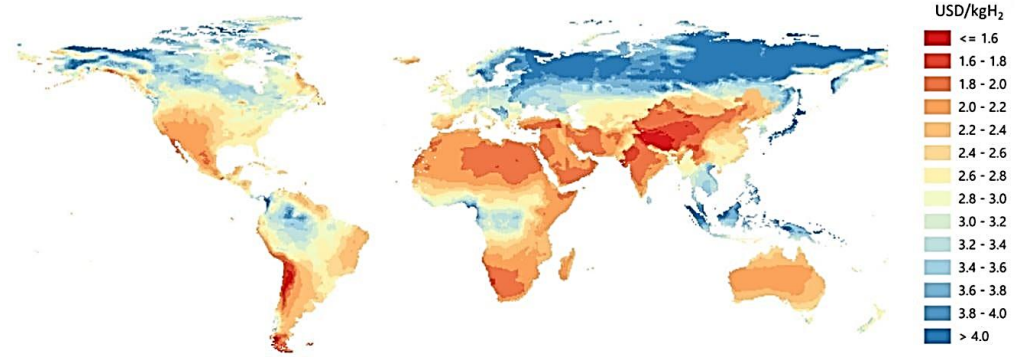 USD/kgH₂
<= 1.6
1.6 - 1.8
1.8 - 2.0
2.0 - 2.2
2.2 - 2.4
2.4 - 2.6
2.6 - 2.8
2.8 - 3.0
3.0 - 3.2
3.2 - 3.4
3.4 - 3.6
3.6 - 3.8
3.8 - 4.0
> 4.0